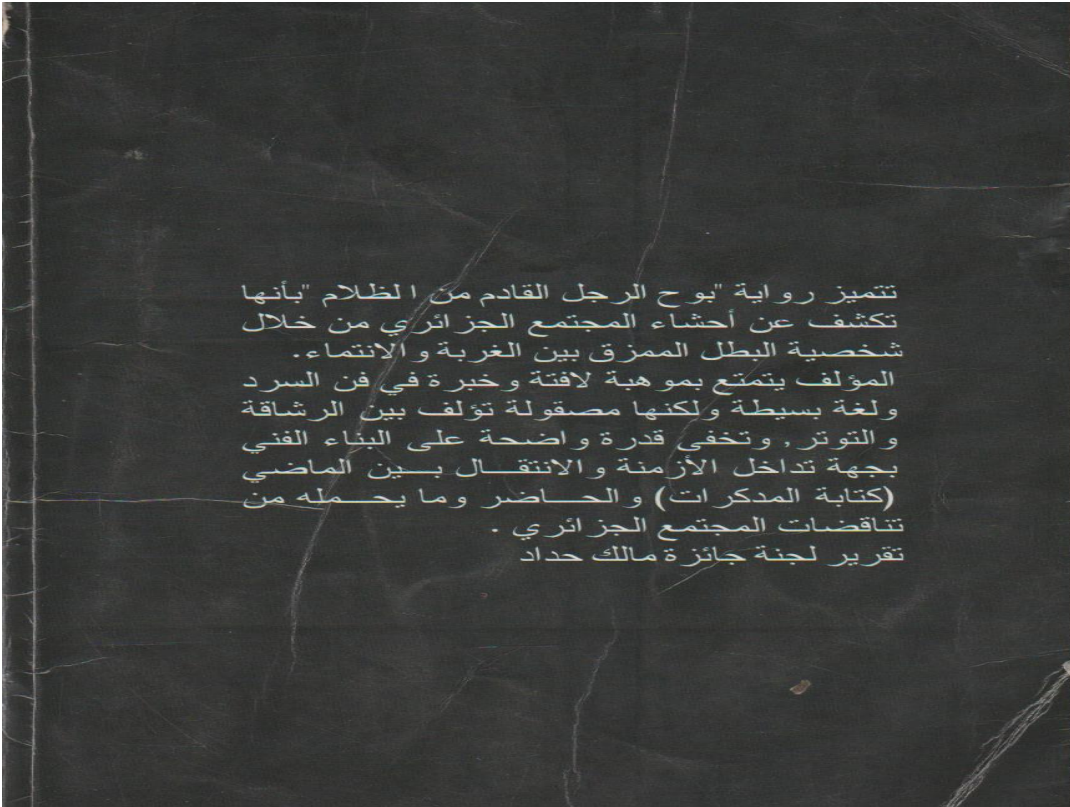 تتميز رواية "بوح الرجل القادم من الظلام "بأنها
تكشف عن أحشاء المجتمع الجزائري من خلال
شخصية البطل الممزق بين الغربة والانتماء.
المؤلف يتمتع بموهبة لافتة وخبرة في فن السرد
ولغة بسيطة ولكنها مصقولة تؤلف بين الرشاقة
والتوتر, وتخفى قدرة واضحة على البناء الفني
بجهة تداخل الأزمنة والانتقال بين الماضي
(كتابة المدكرات) والحاضر وما يحمله من
تناقضات المجتمع الجزائري .
تقرير لجنة جائزة مالك حداد